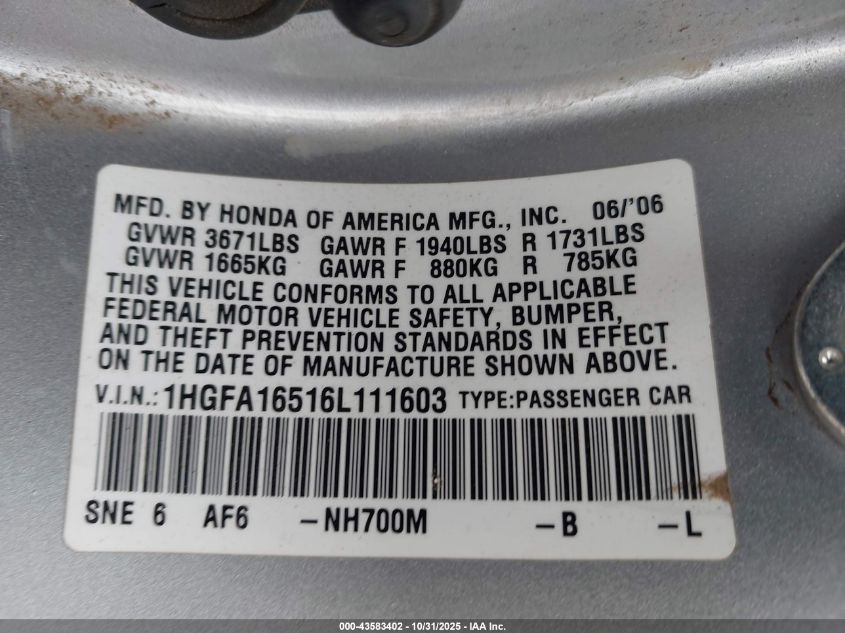 MFD. BY HONDA OF AMERICA MFG., INC. 06/'06
GVWR 3671LBS GAWR F 1940LBS R 1731LBS
GVWR 1665KG GAWR F 880KG R 785KG
THIS VEHICLE CONFORMS TO ALL APPLICABLE
FEDERAL MOTOR VEHICLE SAFETY, BUMPER,
AND THEFT PREVENTION STANDARDS IN EFFECT
ON THE DATE OF MANUFACTURE SHOWN ABOVE.
V.I.N.: 1HGFA16516L111603 TYPE:PASSENGER CAR
SNE 6 AF6 -NH700M -B -L
000-43583402 - 10/31/2025 - IAA Inc.